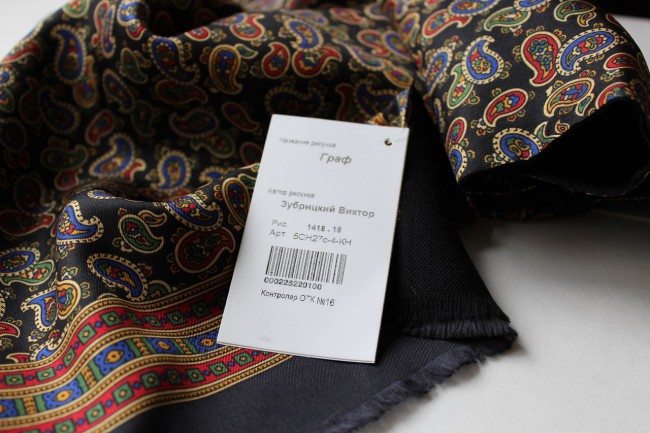 Название рисунка
Граф
Автор рисунка:
Зубрицкий Виктор
Рис. 1418 - 18
Арт. 5СН27с-4-КН
000225220100
Контролер ОТК №16